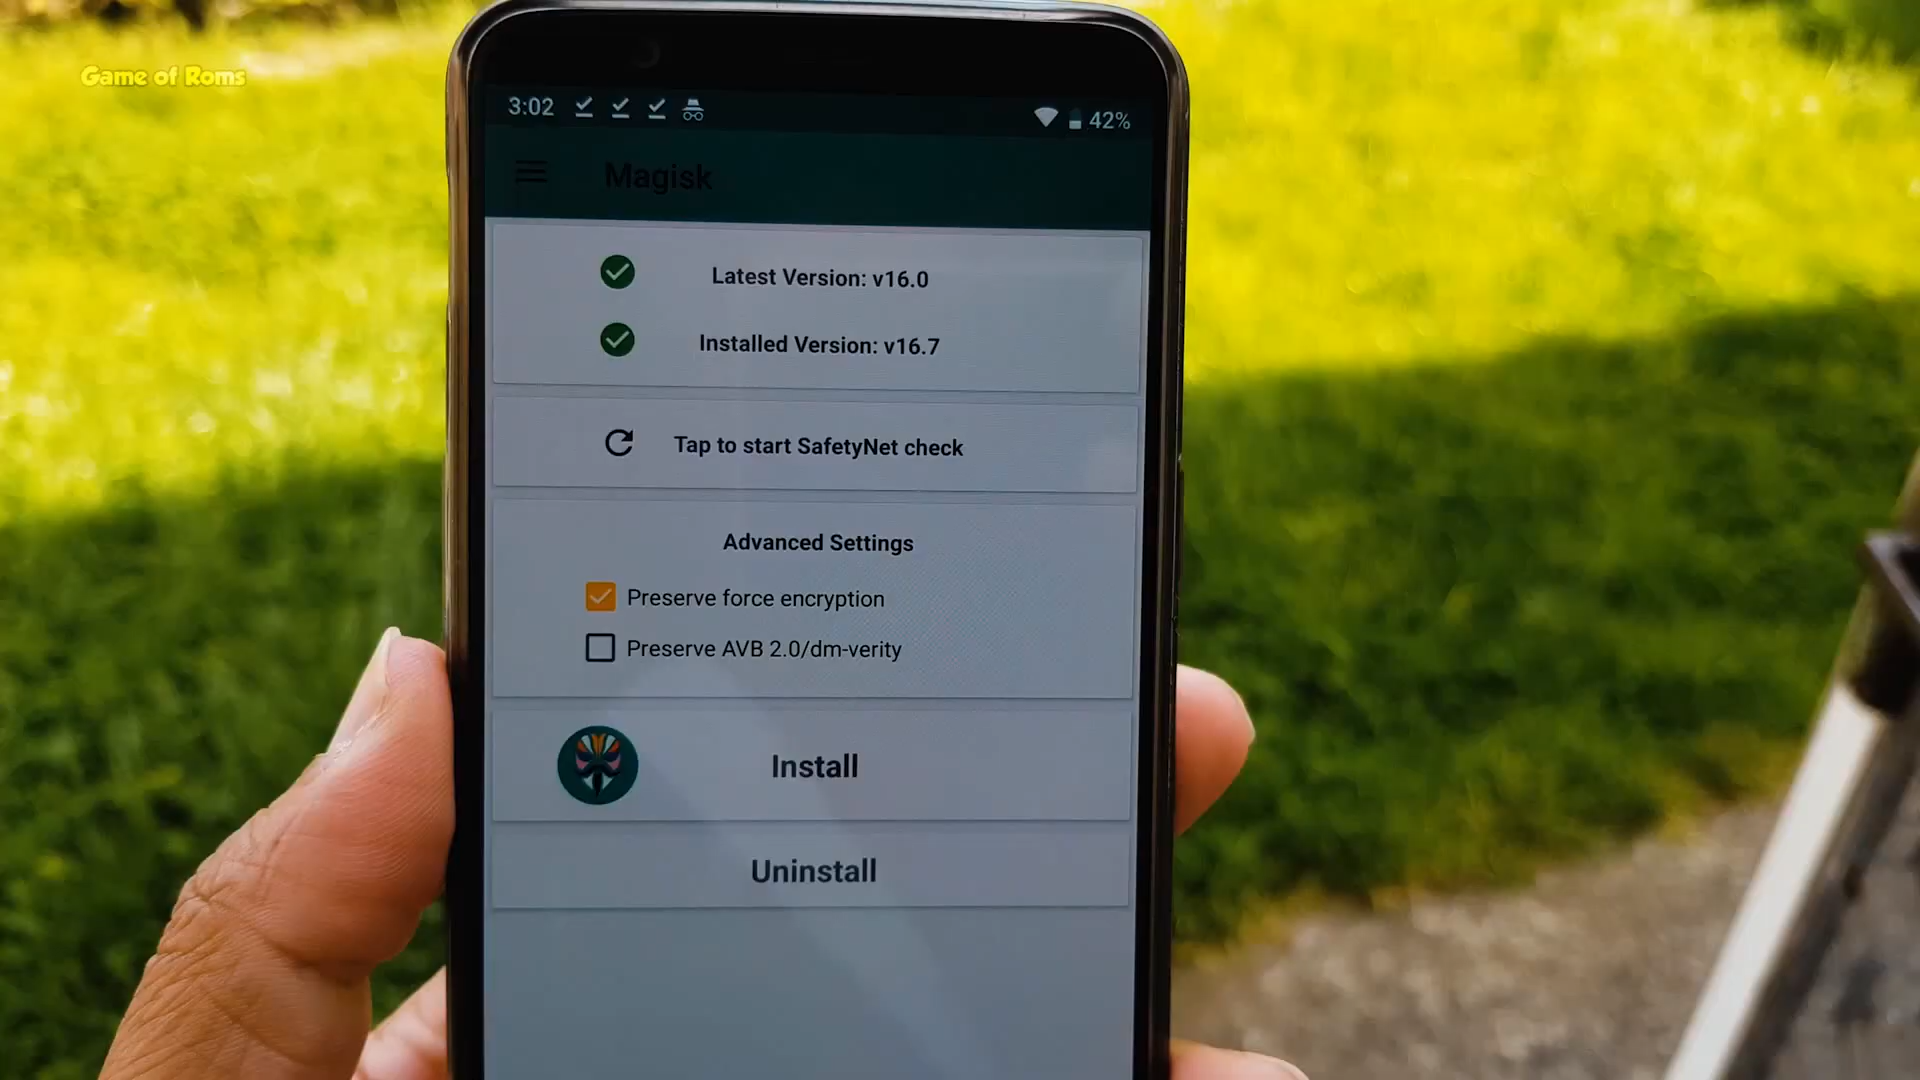 Game of Roms
3:02
42%
Magisk
Latest Version: v16.0
Installed Version: v16.7
Tap to start SafetyNet check
Advanced Settings
Preserve force encryption
Preserve AVB 2.0/dm-verity
Install
Uninstall